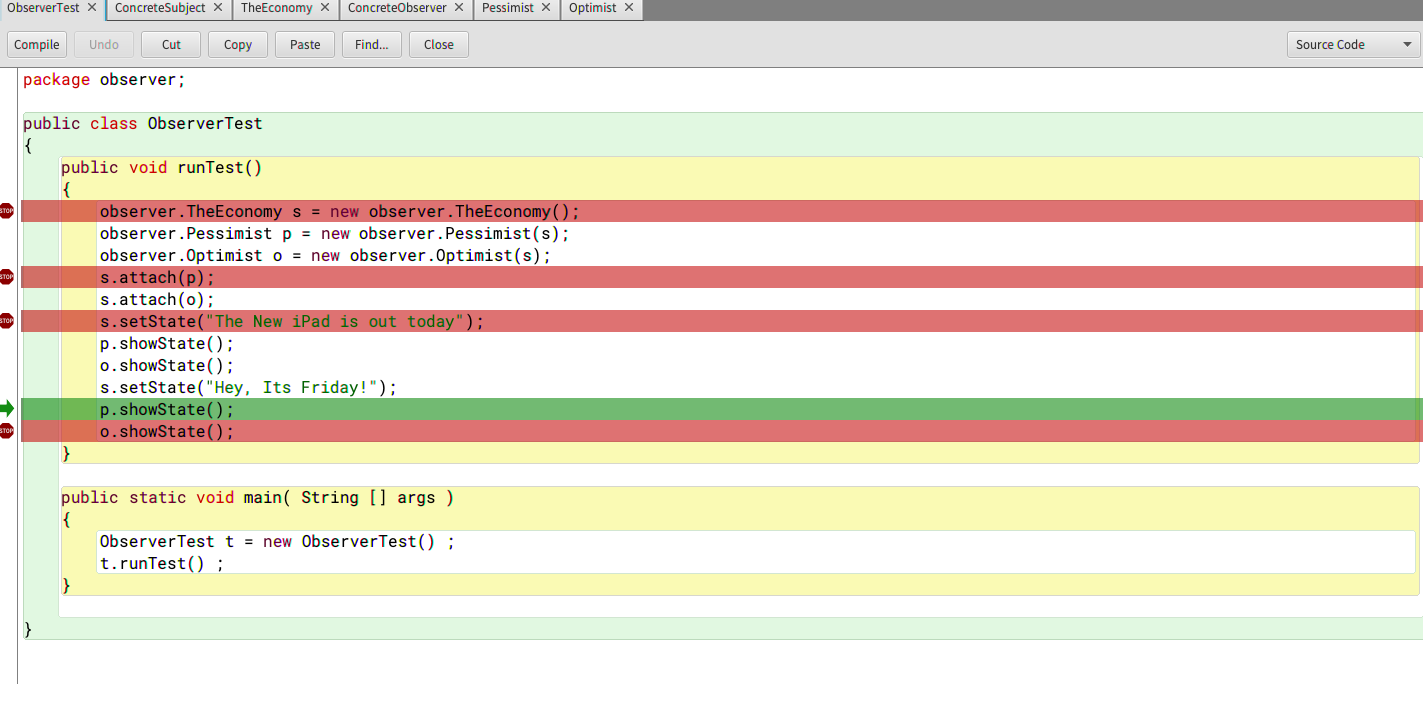 ObserverTest ConcreteSubject TheEconomy ConcreteObserver Pessimist Optimist
Compile Undo Cut Copy Paste Find... Close Source Code
package observer;
public class ObserverTest
{
public void runTest()
{
STOP observer.TheEconomy s = new observer.TheEconomy();
observer.Pessimist p = new observer.Pessimist(s);
observer.Optimist o = new observer.Optimist(s);
STOP s.attach(p);
s.attach(o);
STOP s.setState("The New iPad is out today");
p.showState();
o.showState();
s.setState("Hey, Its Friday!");
p.showState();
STOP o.showState();
}
public static void main( String [] args )
{
ObserverTest t = new ObserverTest() ;
t.runTest() ;
}
}